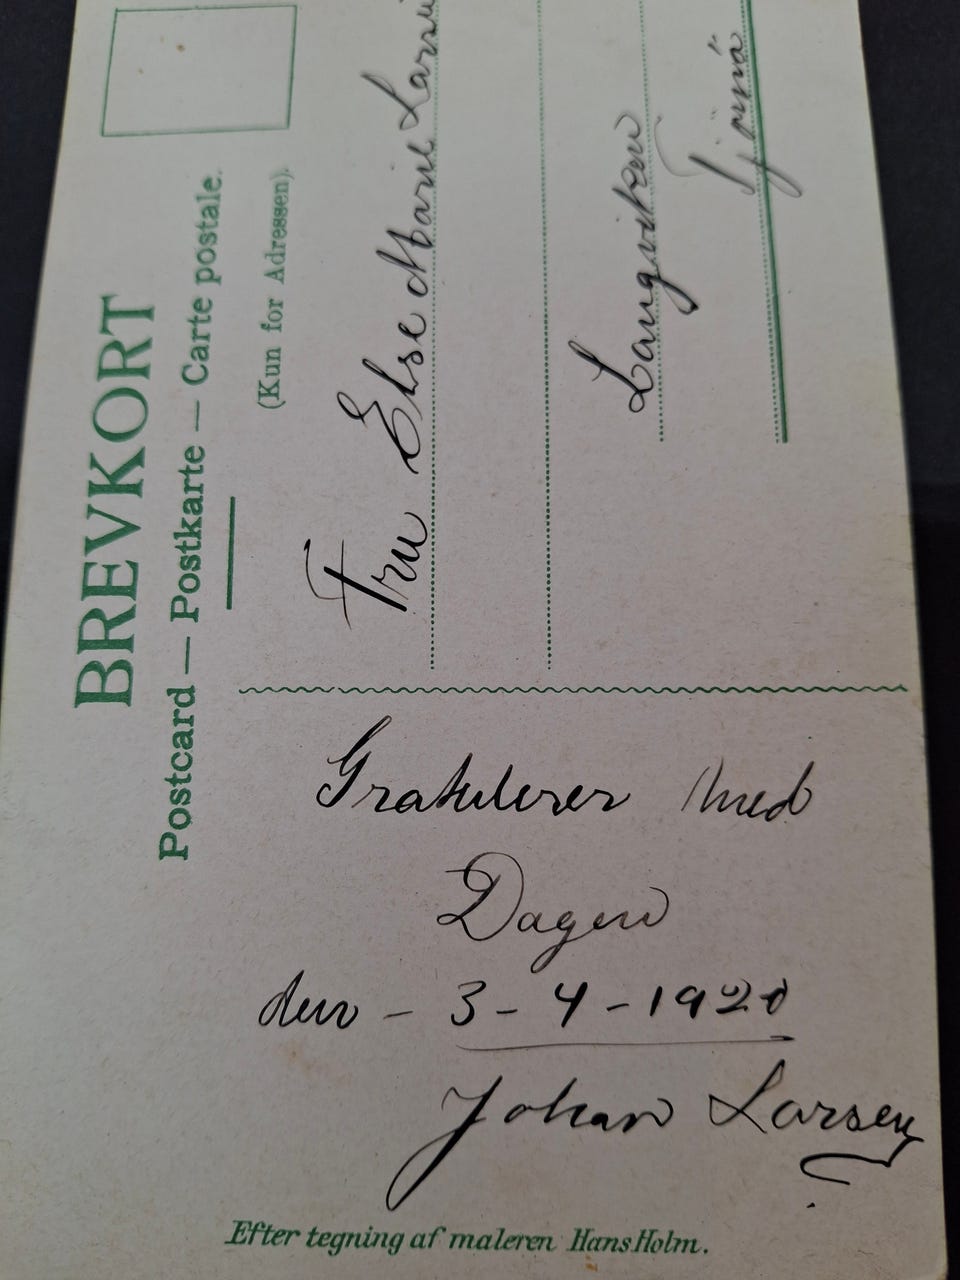 BREVKORT
Postcard — Postkarte — Carte postale.
(Kun for Adressen).
Fru Else Marie
Langviken
Tjømø
Gratulerer med
Dagen
den - 3 - 4 - 1920
Johan Larsen
Efter tegning af maleren Hans Holm.